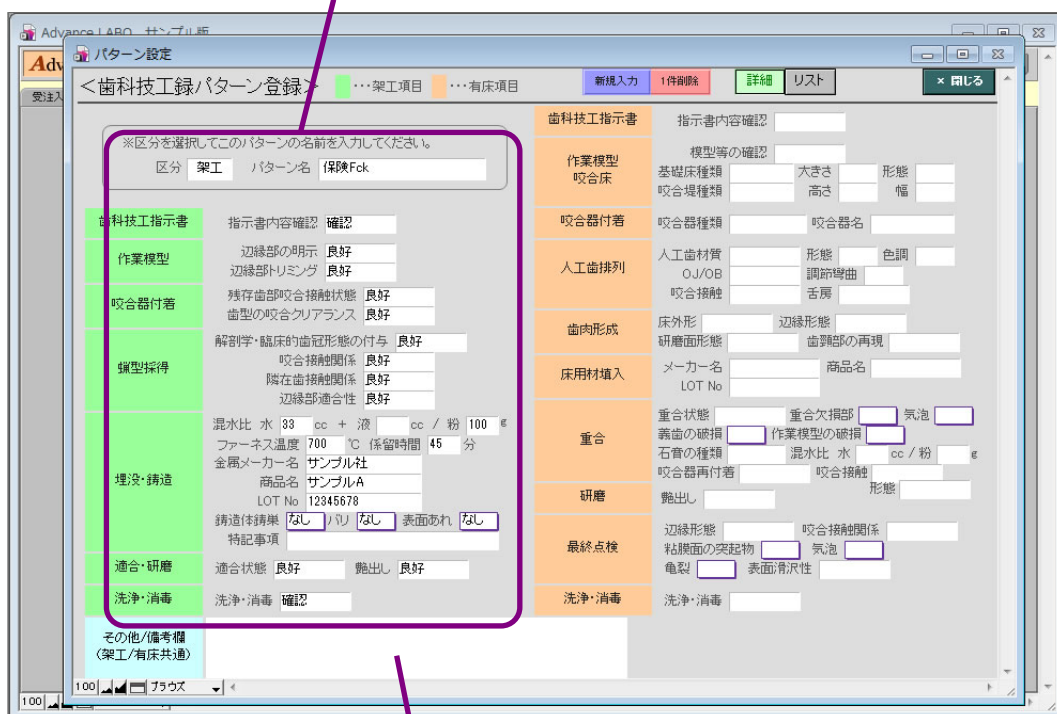 Advance LABO サンプル版
Adv
受注入
パターン設定
<歯科技工録パターン登録> ･･･架工項目 ･･･有床項目 新規入力 1件削除 詳細 リスト × 閉じる
※区分を選択してこのパターンの名前を入力してください。
区分 架工 パターン名 保険Fck
歯科技工指示書 指示書内容確認 確認
作業模型 辺縁部の明示 良好
辺縁部トリミング 良好
咬合器付着 残存歯部咬合接触状態 良好
歯型の咬合クリアランス 良好
蝋型採得 解剖学･臨床的歯冠形態の付与 良好
咬合接触関係 良好
隣在歯接触関係 良好
辺縁部適合性 良好
埋没･鋳造 混水比 水 33 cc + 液 cc / 粉 100 g
ファーネス温度 700 ℃ 係留時間 45 分
金属メーカー名 サンプル社
商品名 サンプルA
LOT No 12345678
鋳造体鋳巣 なし バリ なし 表面あれ なし
特記事項
適合･研磨 適合状態 良好 艶出し 良好
洗浄･消毒 洗浄･消毒 確認
その他/備考欄
(架工/有床共通)
歯科技工指示書 指示書内容確認
作業模型
咬合床
模型等の確認
基礎床種類 大きさ 形態
咬合堤種類 高さ 幅
咬合器付着 咬合器種類 咬合器名
人工歯排列 人工歯材質 形態 色調
OJ/OB 調節彎曲
咬合接触 舌房
歯肉形成 床外形 辺縁形態
研磨面形態 歯頸部の再現
床用材填入 メーカー名 商品名
LOT No
重合 重合状態 重合欠損部 気泡
義歯の破損 作業模型の破損
石膏の種類 混水比 水 cc / 粉 g
咬合器再付着 咬合接触
研磨 艶出し 形態
最終点検 辺縁形態 咬合接触関係
粘膜面の突起物 気泡
亀裂 表面滑沢性
洗浄･消毒 洗浄･消毒
100 ブラウズ
100